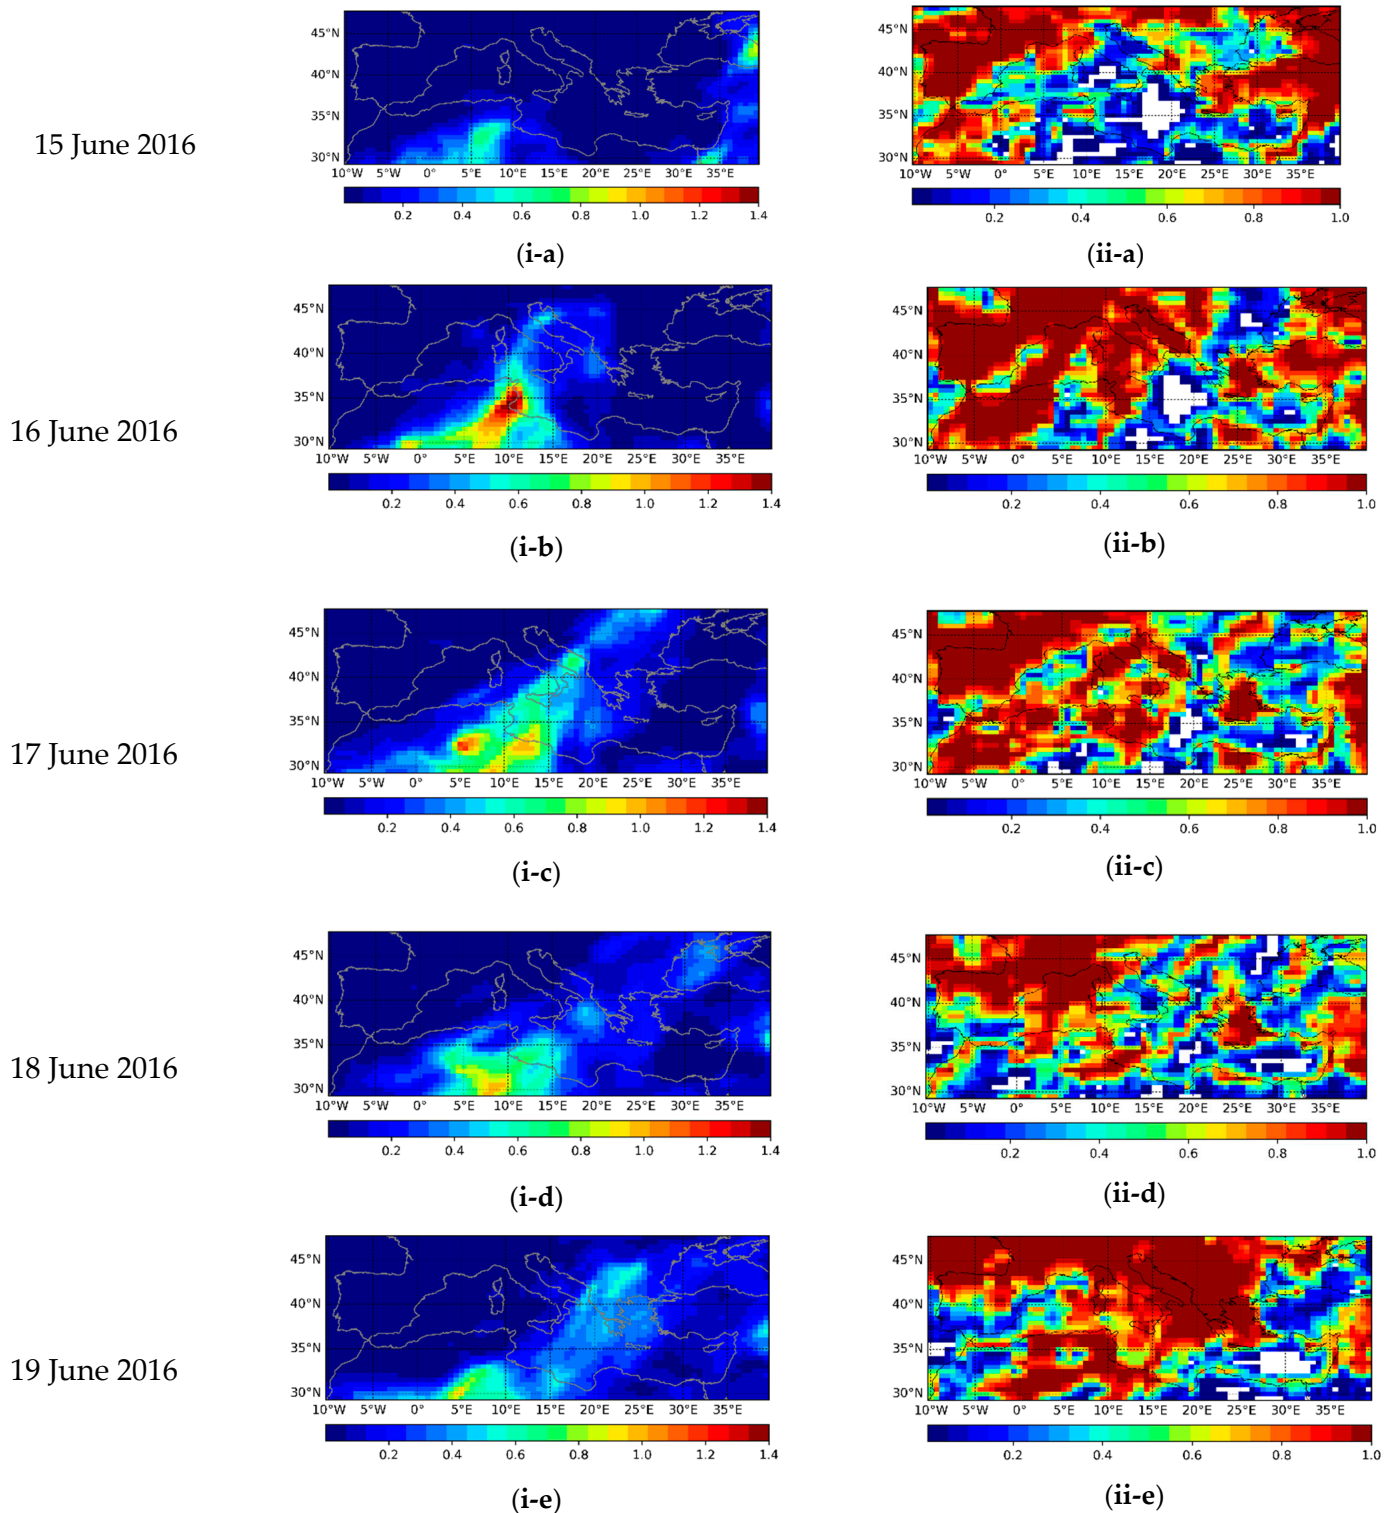 45°N 45°N
40°N 40°N
35°N 35°N
15 June 2016
30°N 30°N
10°W 5°W 0° 5°E 10°E 15°E 20°E 25°E 30°E 35°E 10°W 5°W 0° 5°E 10°E 15°E 20°E 25°E 30°E 35°E
0.2 0.4 0.6 0.8 1.0 1.2 1.4 0.2 0.4 0.6 0.8 1.0
(i-a) (ii-a)
45°N 45°N
40°N 40°N
35°N 35°N
16 June 2016
30°N 30°N
10°W 5°W 0° 5°E 10°E 15°E 20°E 25°E 30°E 35°E 10°W 5°W 0° 5°E 10°E 15°E 20°E 25°E 30°E 35°E
0.2 0.4 0.6 0.8 1.0 1.2 1.4 0.2 0.4 0.6 0.8 1.0
(i-b) (ii-b)
45°N 45°N
40°N 40°N
35°N 35°N
17 June 2016
30°N 30°N
10°W 5°W 0° 5°E 10°E 15°E 20°E 25°E 30°E 35°E 10°W 5°W 0° 5°E 10°E 15°E 20°E 25°E 30°E 35°E
0.2 0.4 0.6 0.8 1.0 1.2 1.4 0.2 0.4 0.6 0.8 1.0
(i-c) (ii-c)
45°N 45°N
40°N 40°N
35°N 35°N
18 June 2016
30°N 30°N
10°W 5°W 0° 5°E 10°E 15°E 20°E 25°E 30°E 35°E 10°W 5°W 0° 5°E 10°E 15°E 20°E 25°E 30°E 35°E
0.2 0.4 0.6 0.8 1.0 1.2 1.4 0.2 0.4 0.6 0.8 1.0
(i-d) (ii-d)
45°N 45°N
40°N 40°N
35°N 35°N
19 June 2016
30°N 30°N
10°W 5°W 0° 5°E 10°E 15°E 20°E 25°E 30°E 35°E 10°W 5°W 0° 5°E 10°E 15°E 20°E 25°E 30°E 35°E
0.2 0.4 0.6 0.8 1.0 1.2 1.4 0.2 0.4 0.6 0.8 1.0
(i-e) (ii-e)